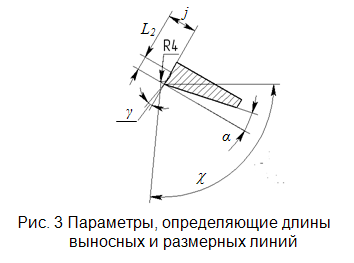 j
L2
R4
γ
α
χ
Рис. 3 Параметры, определяющие длины
выносных и размерных линий